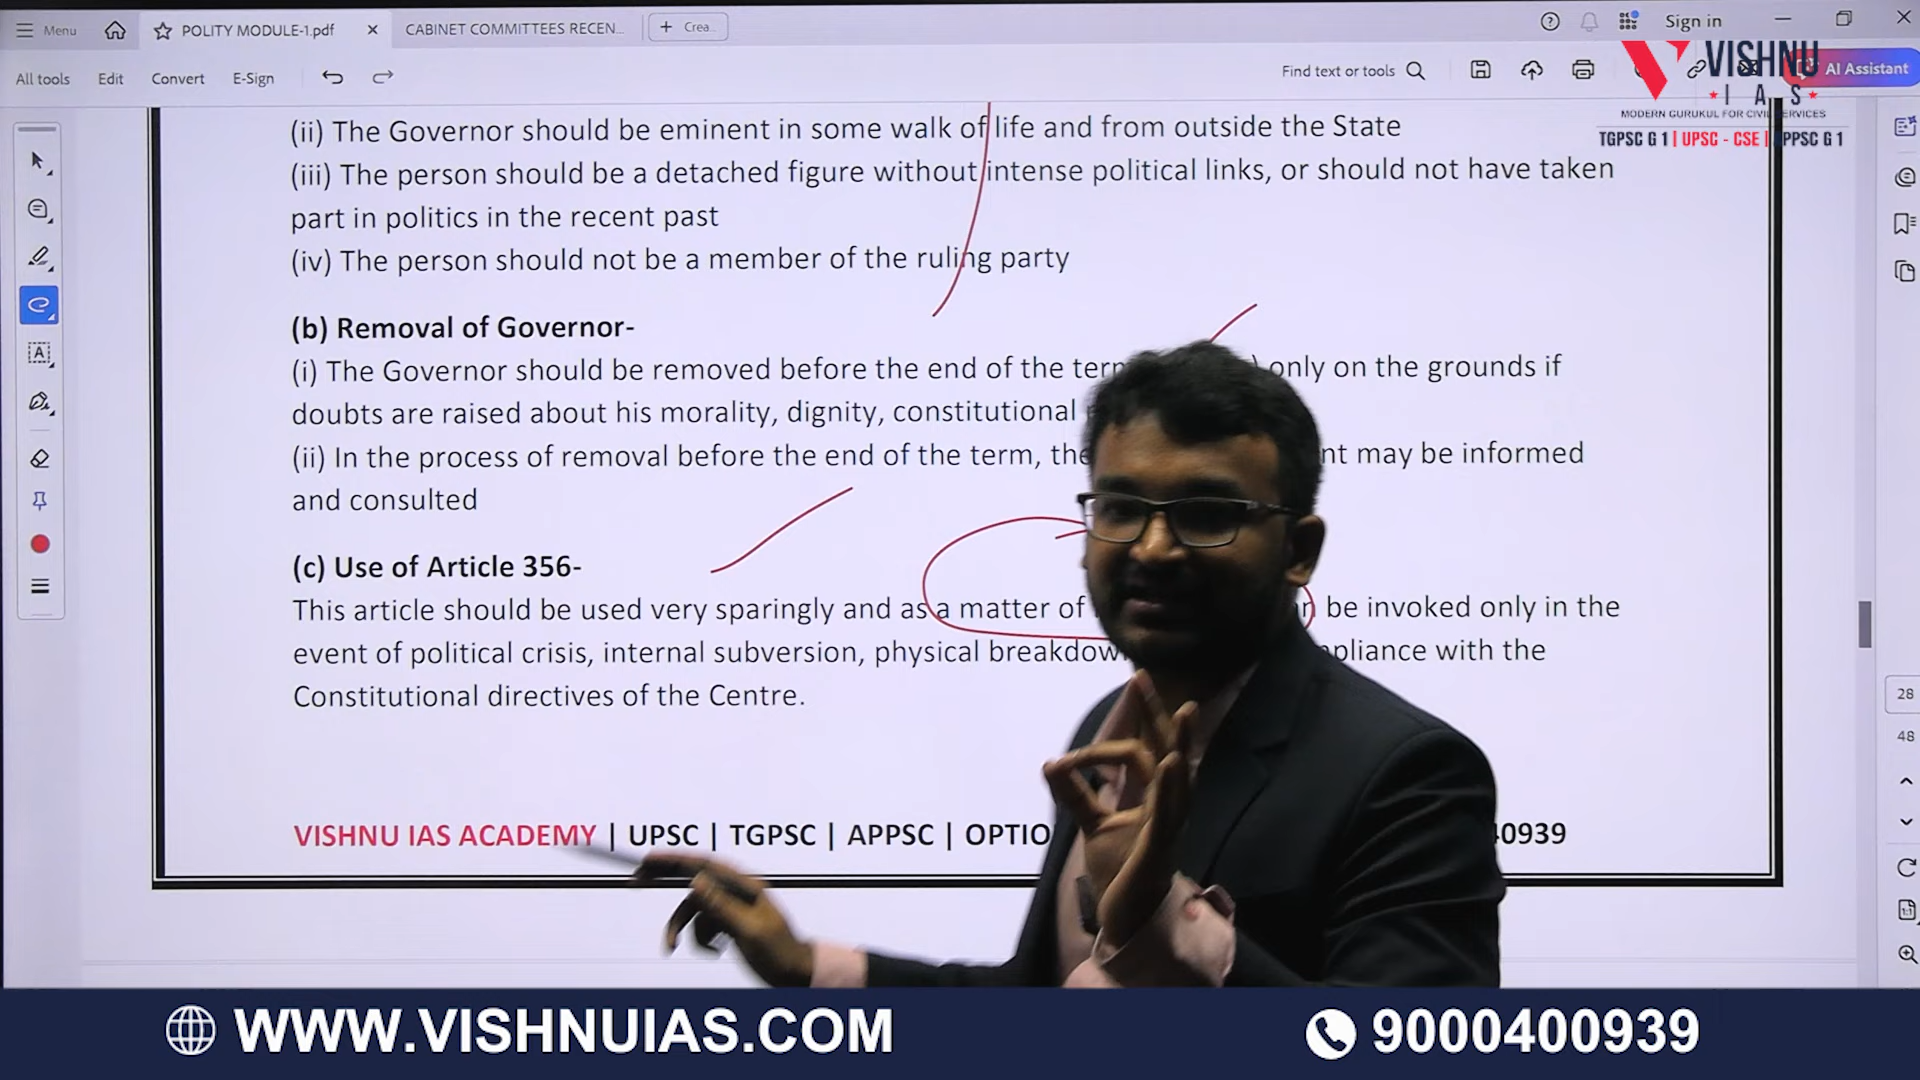 Menu
POLITY MODULE-1.pdf
CABINET COMMITTEES RECEN...
Crea..
Sign in
All tools
Edit
Convert
E-Sign
Find text or tools
AI Assistant
VISHNU
I A S
MODERN GURUKUL FOR CIVIL SERVICES
TGPSC G 1 | UPSC - CSE | APPSC G 1
(ii) The Governor should be eminent in some walk of life and from outside the State
(iii) The person should be a detached figure without intense political links, or should not have taken
part in politics in the recent past
(iv) The person should not be a member of the ruling party
(b) Removal of Governor-
(i) The Governor should be removed before the end of the only on the grounds if
doubts are raised about his morality, dignity, constitutional
(ii) In the process of removal before the end of the term, the may be informed
and consulted
(c) Use of Article 356-
This article should be used very sparingly and as a matter of be invoked only in the
event of political crisis, internal subversion, physical with the
Constitutional directives of the Centre.
VISHNU IAS ACADEMY | UPSC | TGPSC | APPSC |
28
48
WWW.VISHNUIAS.COM
9000400939